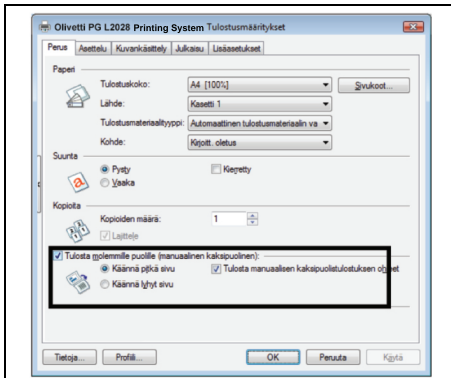 Olivetti PG L2028 Printing System Tulostusmääritykset
Perus Asettelu Kuvankäsittely Julkaisu Lisäasetukset
Paperi
Tulostuskoko: A4 [100%] Sivukoot...
Lähde: Kasetti 1
Tulostusmateriaalityyppi: Automaattinen tulostusmateriaalin va
Kohde: Kirjoitt. oletus
Suunta
Pysty Kierretty
Vaaka
Kopioita
Kopioiden määrä: 1
Lajittele
Tulosta molemmille puolille (manuaalinen kaksipuolinen):
Käännä pitkä sivu Tulosta manuaalisen kaksipuolistulostuksen ohjeet
Käännä lyhyt sivu
Tietoja... Profiili... OK Peruuta Käytä